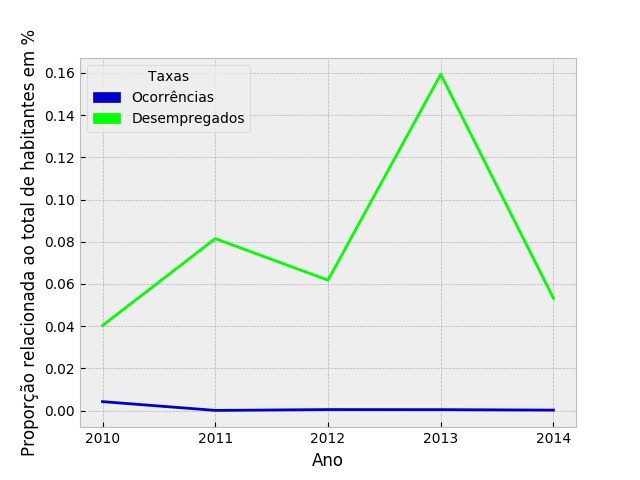 Proporção relacionada ao total de habitantes em %
0.16
0.14
0.12
0.10
0.08
0.06
0.04
0.02
0.00
Taxas
Ocorrências
Desempregados
2010 2011 2012 2013 2014
Ano